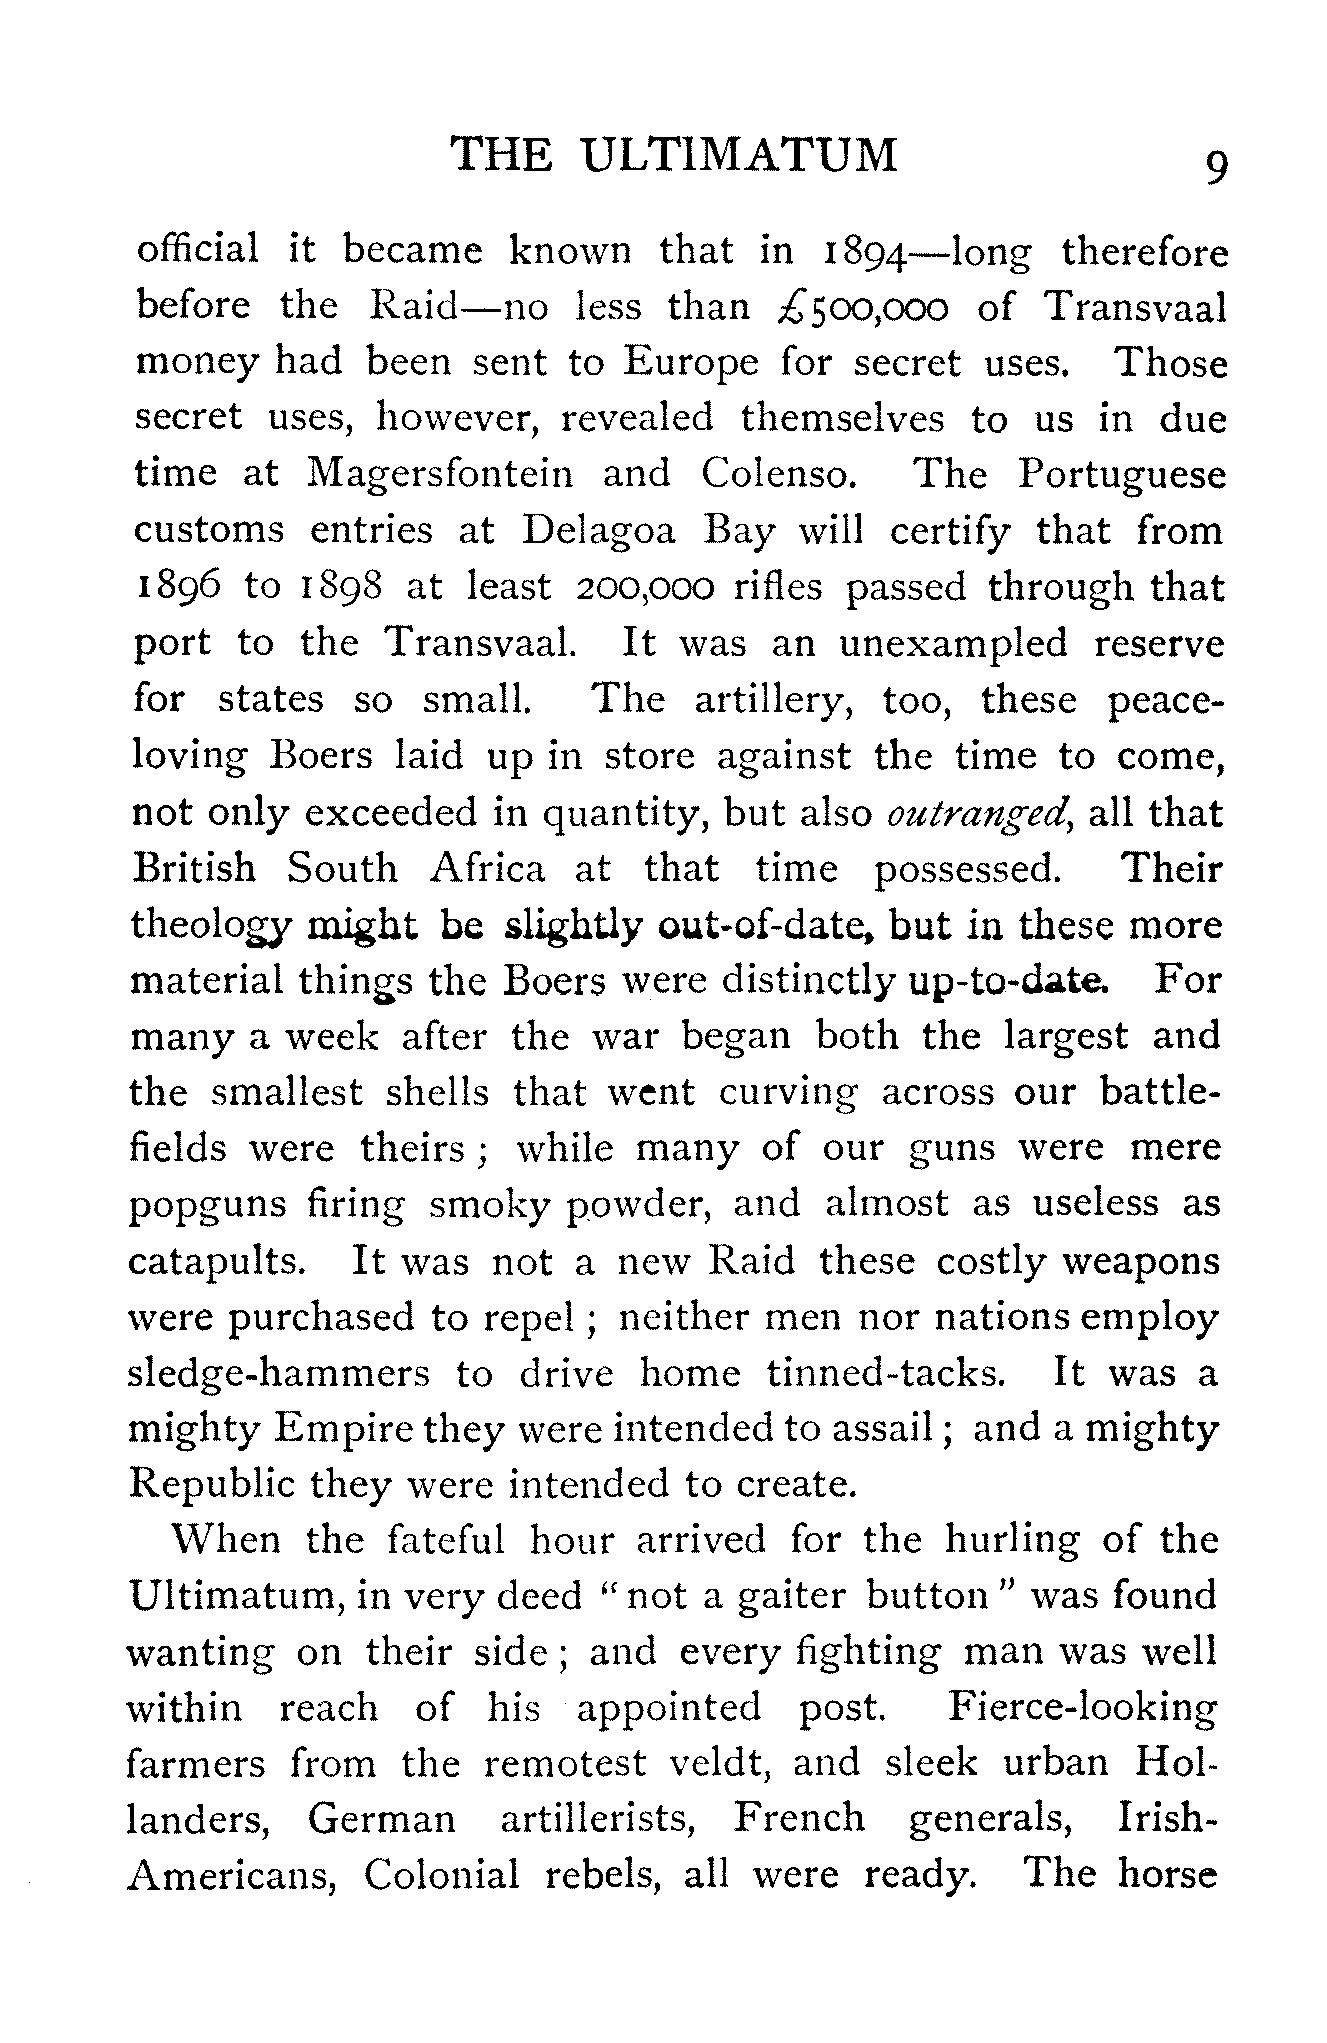 THE ULTIMATUM 9
official it became known that in 1894—long therefore
before the Raid—no less than £500,000 of Transvaal
money had been sent to Europe for secret uses. Those
secret uses, however, revealed themselves to us in due
time at Magersfontein and Colenso. The Portuguese
customs entries at Delagoa Bay will certify that from
1896 to 1898 at least 200,000 rifles passed through that
port to the Transvaal. It was an unexampled reserve
for states so small. The artillery, too, these peace-
loving Boers laid up in store against the time to come,
not only exceeded in quantity, but also outranged, all that
British South Africa at that time possessed. Their
theology might be slightly out-of-date, but in these more
material things the Boers were distinctly up-to-date. For
many a week after the war began both the largest and
the smallest shells that went curving across our battle-
fields were theirs ; while many of our guns were mere
popguns firing smoky powder, and almost as useless as
catapults. It was not a new Raid these costly weapons
were purchased to repel ; neither men nor nations employ
sledge-hammers to drive home tinned-tacks. It was a
mighty Empire they were intended to assail ; and a mighty
Republic they were intended to create.
When the fateful hour arrived for the hurling of the
Ultimatum, in very deed “ not a gaiter button ” was found
wanting on their side ; and every fighting man was well
within reach of his appointed post. Fierce-looking
farmers from the remotest veldt, and sleek urban Hol-
landers, German artillerists, French generals, Irish-
Americans, Colonial rebels, all were ready. The horse